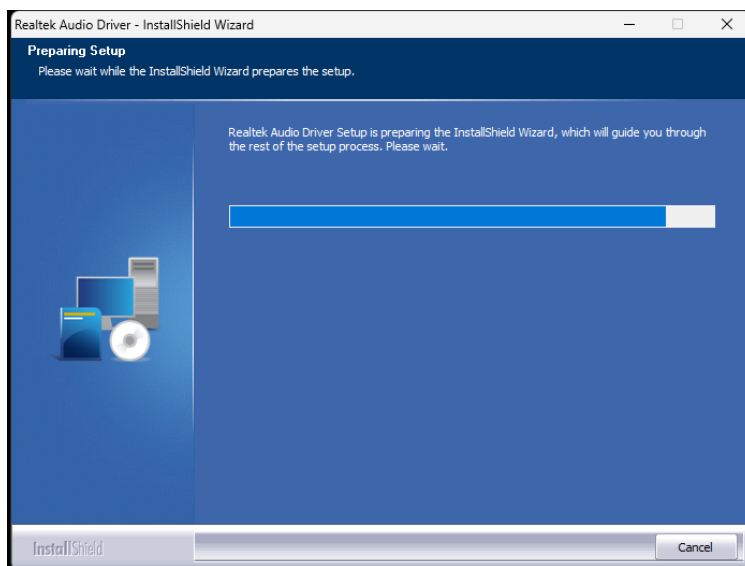 Realtek Audio Driver - InstallShield Wizard
Preparing Setup
Please wait while the InstallShield Wizard prepares the setup.
Realtek Audio Driver Setup is preparing the InstallShield Wizard, which will guide you through
the rest of the setup process. Please wait.
InstallShield
Cancel